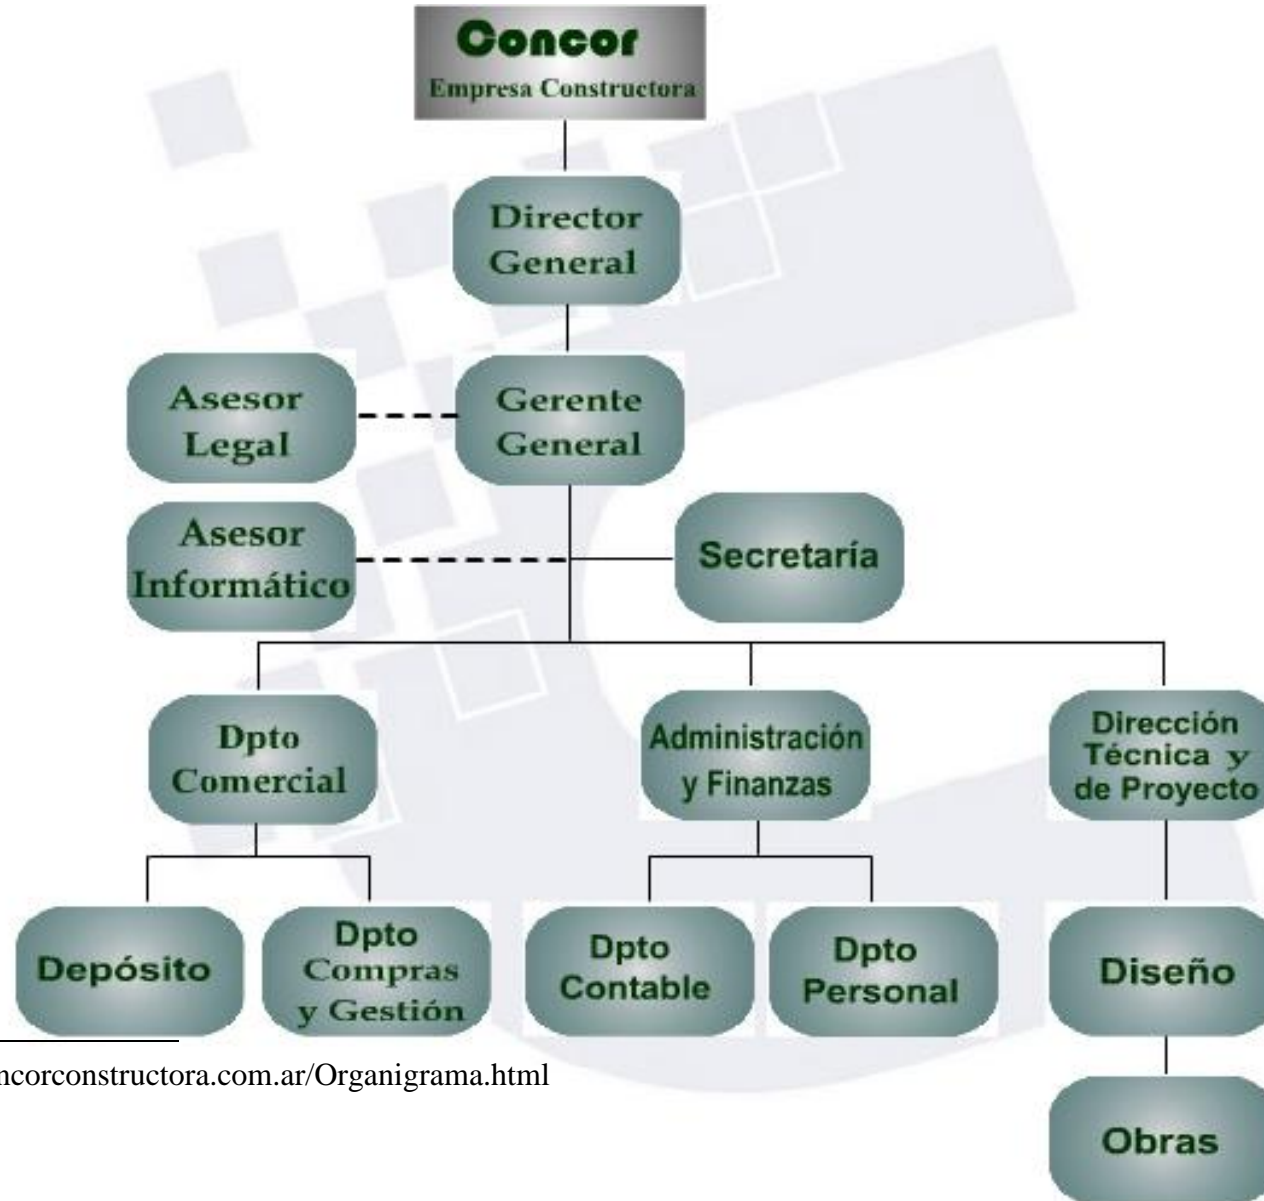 Concor
Empresa Constructora
Director
General
Asesor
Legal
Gerente
General
Asesor
Informático
Secretaría
Dpto
Comercial
Administración
y Finanzas
Dirección
Técnica y
de Proyecto
Depósito
Dpto
Compras
y Gestión
Dpto
Contable
Dpto
Personal
Diseño
ncorconstructora.com.ar/Organigrama.html
Obras